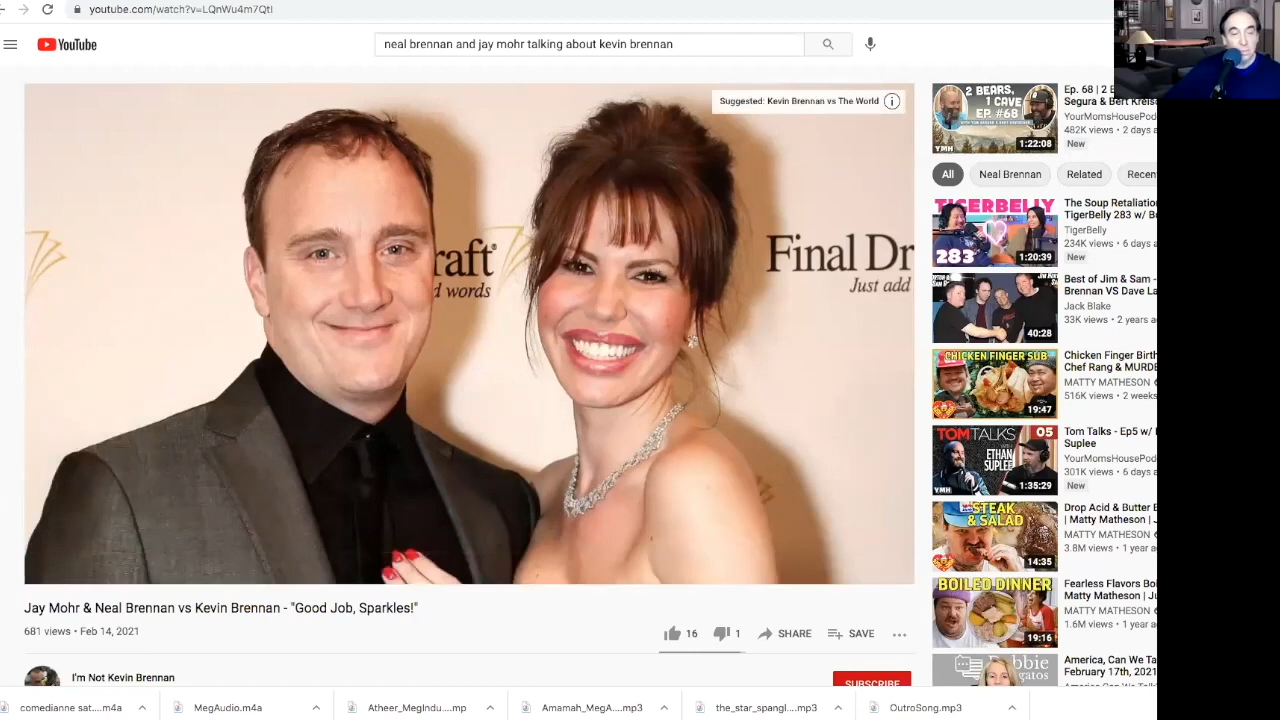 youtube.com/watch?v=LQnWu4m7QtI
YouTube
neal brennan and jay mohr talking about kevin brennan
Suggested: Kevin Brennan vs The World
raft®
d words
Final Dr
Just add
Jay Mohr & Neal Brennan vs Kevin Brennan - "Good Job, Sparkles!"
681 views • Feb 14, 2021
16
1
SHARE
SAVE
I'm Not Kevin Brennan
SUBSCRIBE
2 BEARS,
1 CAVE
EP. #68
YMH
1:22:08
Ep. 68 | 2 B
Segura & Bert Kreisc
YourMomsHousePod
482K views • 2 days a
New
All
Neal Brennan
Related
Recen
TIGERBELLY
283
1:20:39
The Soup Retaliation
TigerBelly 283 w/ B
TigerBelly
234K views • 6 days a
New
40:28
Best of Jim & Sam -
Brennan VS Dave La
Jack Blake
33K views • 2 years a
CHICKEN FINGER SUB
19:47
Chicken Finger Birth
Chef Rang & MURDE
MATTY MATHESON
516K views • 2 weeks
TOM TALKS
05
WITH
ETHAN
SUPLEE
YMH
1:35:29
Tom Talks - Ep5 w/
Suplee
YourMomsHousePod
301K views • 6 days a
New
STEAK
& SALAD
14:35
Drop Acid & Butter E
| Matty Matheson | J
MATTY MATHESON
3.8M views • 1 year a
BOILED DINNER
19:16
Fearless Flavors Boi
Matty Matheson | Ju
MATTY MATHESON
1.6M views • 1 year a
Debbie
gatos
America, Can We Ta
February 17th, 2021
comedianne sat....m4a
MegAudio.m4a
Atheer_MegIndu....mp
Amamah_MegA....mp3
the_star_spangl....mp3
OutroSong.mp3